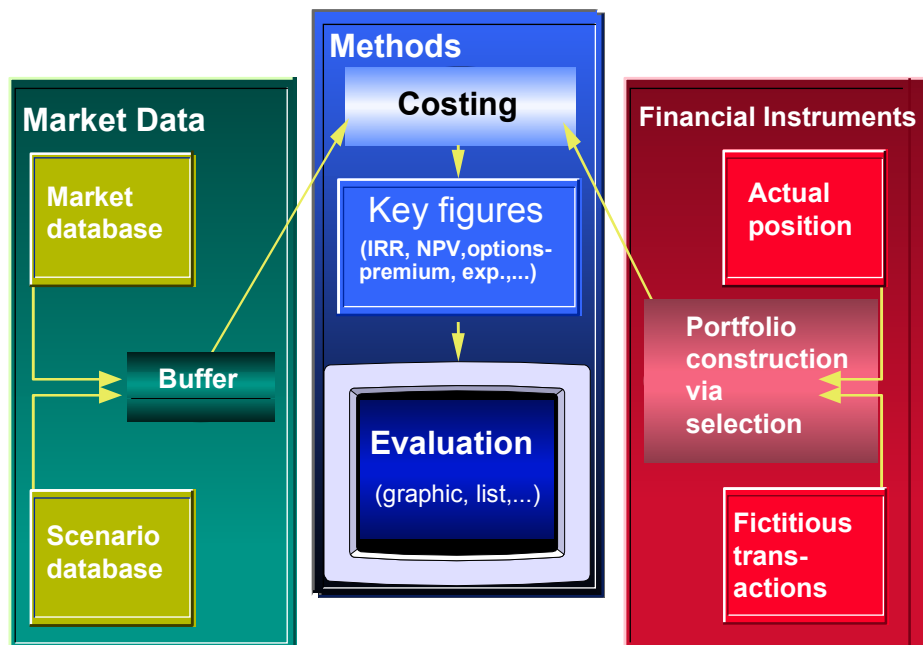 Market Data
Market
database
Buffer
Scenario
database
Methods
Costing
Key figures
(IRR, NPV,options-
premium, exp.,...)
Evaluation
(graphic, list,...)
Financial Instruments
Actual
position
Portfolio
construction
via
selection
Fictitious
trans-
actions